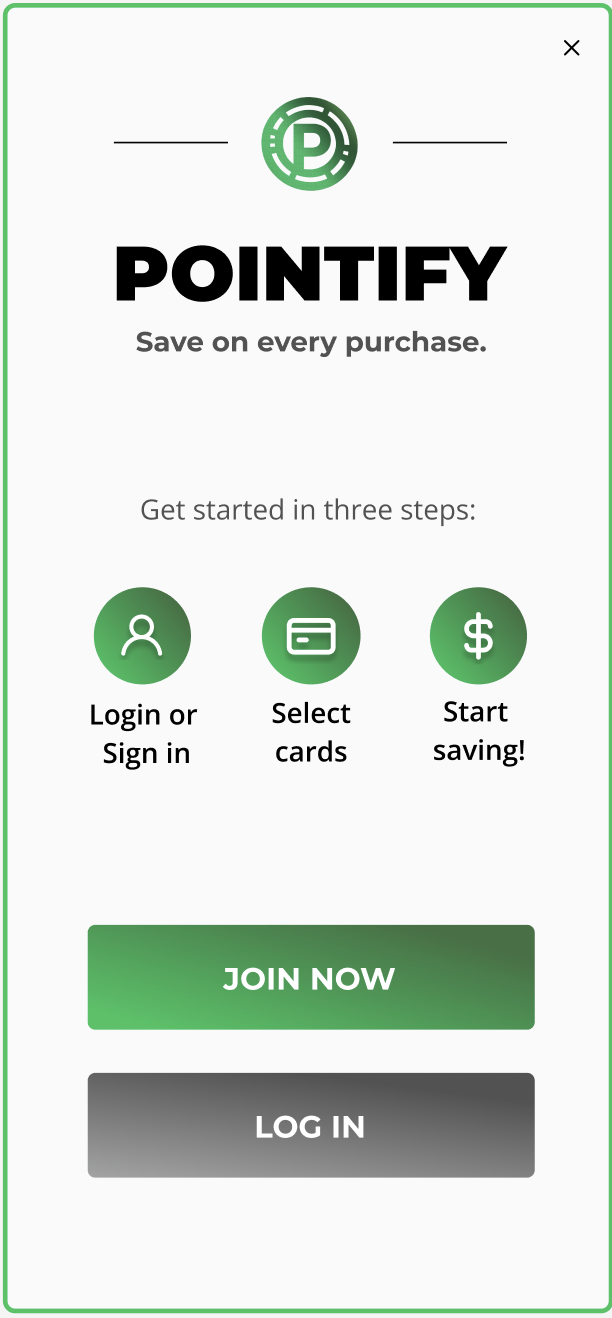 P
POINTIFY
Save on every purchase.
Get started in three steps:
Login or
Sign in
Select
cards
Start
saving!
JOIN NOW
LOG IN